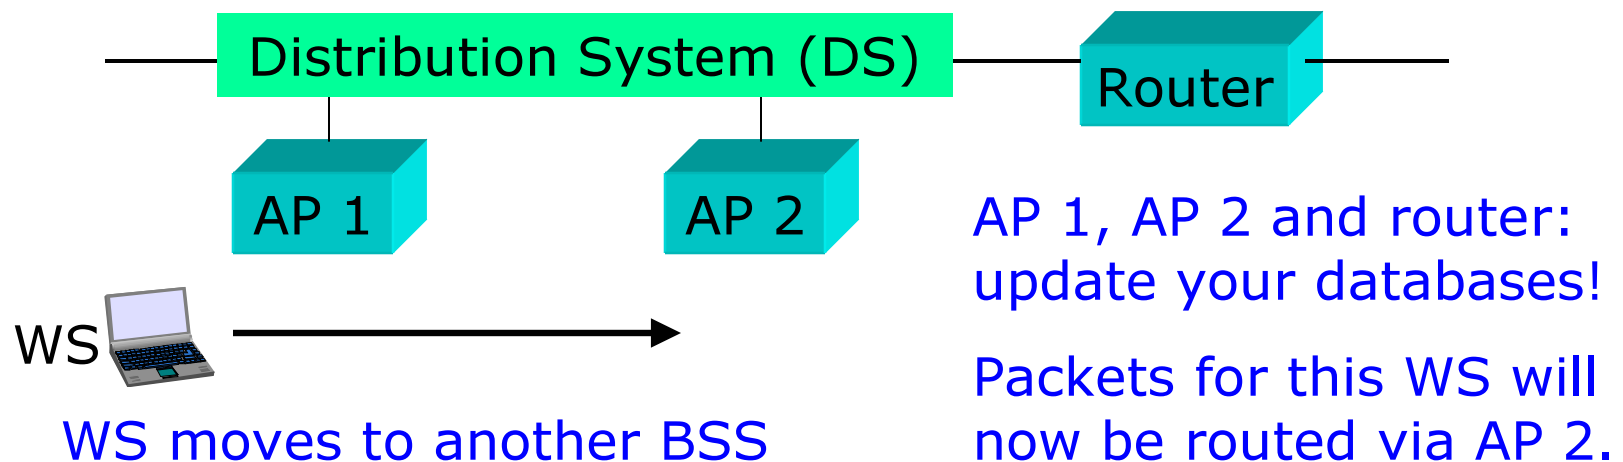 Distribution System (DS)
Router
AP 1
AP 2
AP 1, AP 2 and router:
update your databases!
WS
Packets for this WS will
now be routed via AP 2.
WS moves to another BSS